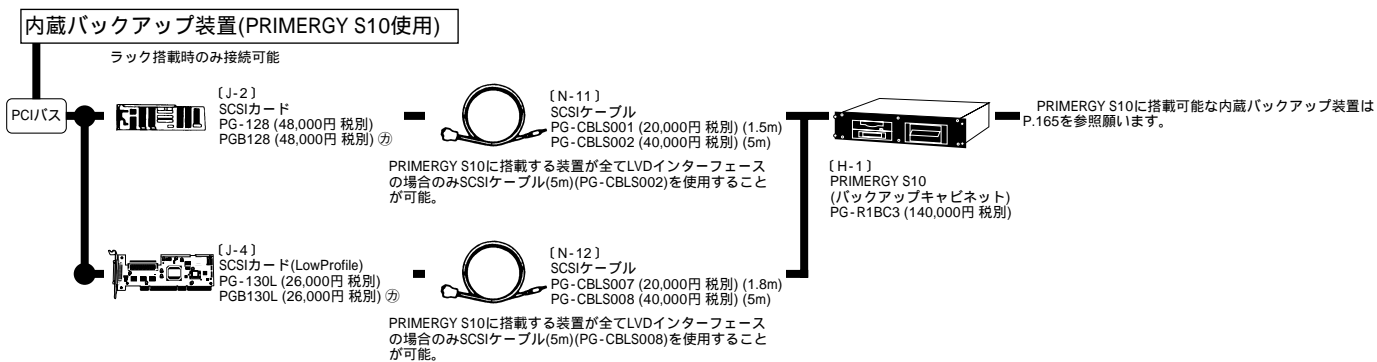 内蔵バックアップ装置(PRIMERGY S10使用)
ラック搭載時のみ接続可能
PCIバス
〔J-2〕
SCSIカード
PG-128 (48,000円 税別)
PGB128 (48,000円 税別) ㋕
〔N-11〕
SCSIケーブル
PG-CBLS001 (20,000円 税別) (1.5m)
PG-CBLS002 (40,000円 税別) (5m)
PRIMERGY S10に搭載する装置が全てLVDインターフェース
の場合のみSCSIケーブル(5m)(PG-CBLS002)を使用すること
が可能。
〔H-1〕
PRIMERGY S10
(バックアップキャビネット)
PG-R1BC3 (140,000円 税別)
PRIMERGY S10に搭載可能な内蔵バックアップ装置は
P.165を参照願います。
〔J-4〕
SCSIカード(LowProfile)
PG-130L (26,000円 税別)
PGB130L (26,000円 税別) ㋕
〔N-12〕
SCSIケーブル
PG-CBLS007 (20,000円 税別) (1.8m)
PG-CBLS008 (40,000円 税別) (5m)
PRIMERGY S10に搭載する装置が全てLVDインターフェース
の場合のみSCSIケーブル(5m)(PG-CBLS008)を使用すること
が可能。